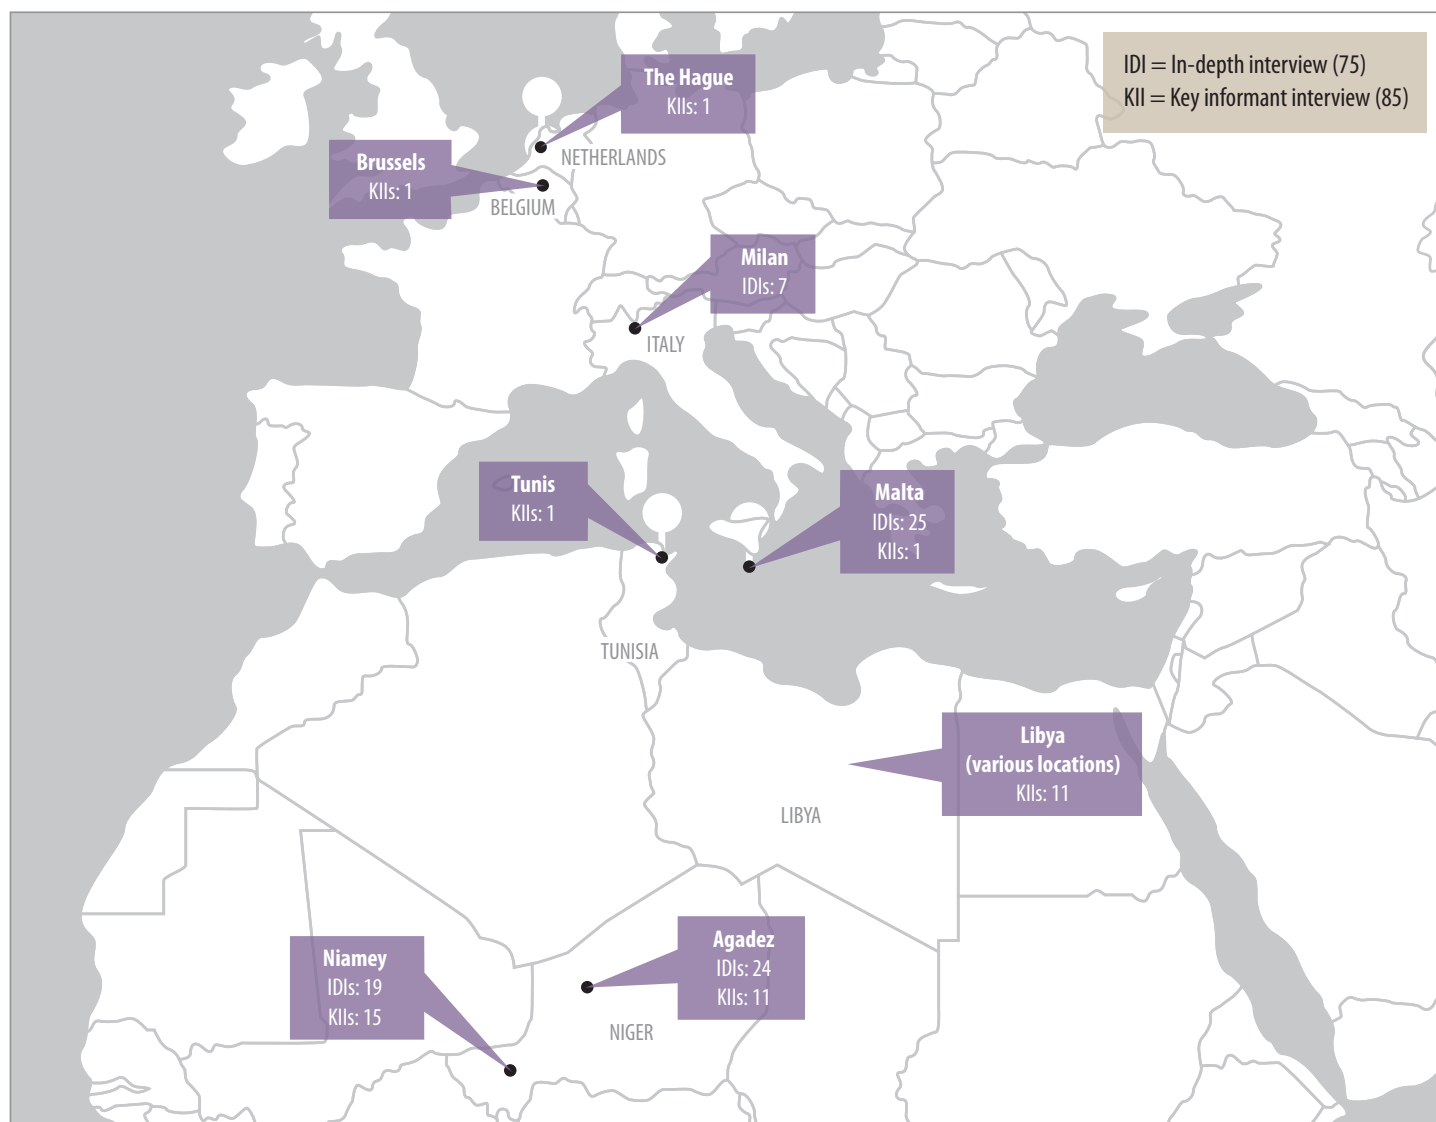 IDI = In-depth interview (75)
KII = Key informant interview (85)
The Hague
KIIs: 1
NETHERLANDS
Brussels
KIIs: 1
BELGIUM
Milan
IDIs: 7
ITALY
Tunis
KIIs: 1
Malta
IDIs: 25
KIIs: 1
TUNISIA
Libya
(various locations)
KIIs: 11
LIBYA
Agadez
IDIs: 24
KIIs: 11
Niamey
IDIs: 19
KIIs: 15
NIGER